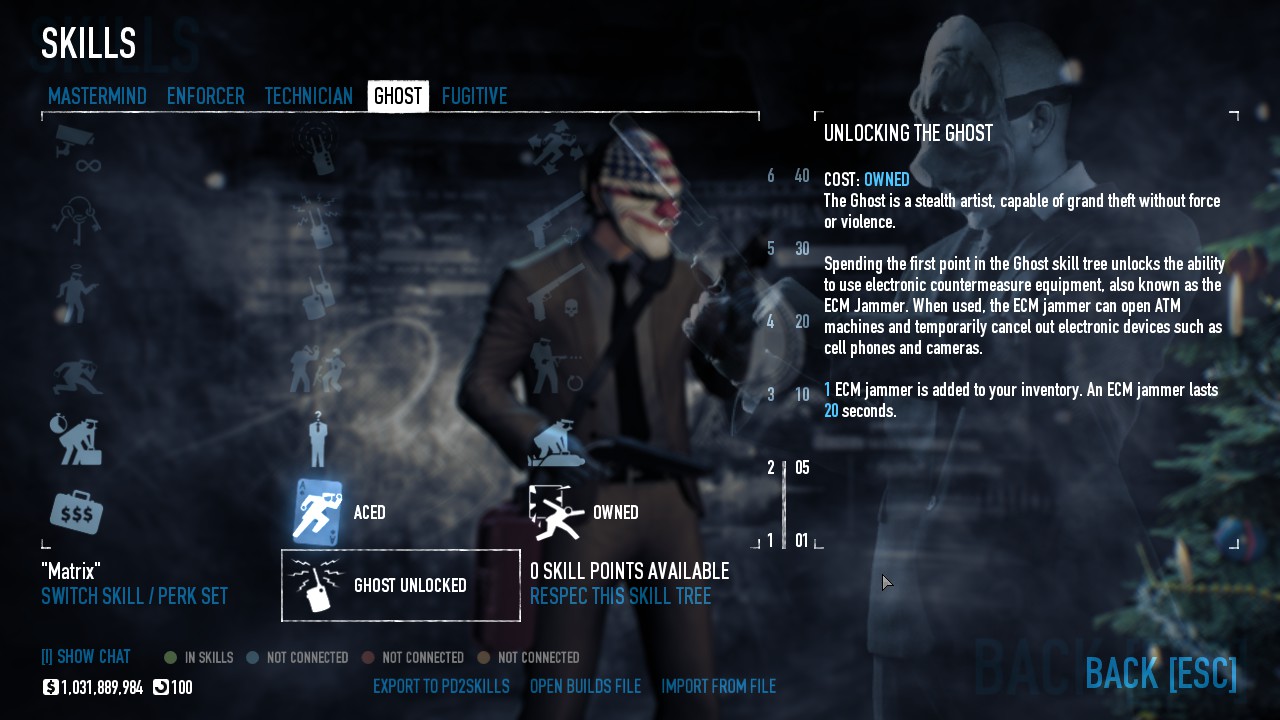 SKILLS
MASTERMIND ENFORCER TECHNICIAN GHOST FUGITIVE
UNLOCKING THE GHOST
COST: OWNED
The Ghost is a stealth artist, capable of grand theft without force
or violence.
Spending the first point in the Ghost skill tree unlocks the ability
to use electronic countermeasure equipment, also known as the
ECM Jammer. When used, the ECM jammer can open ATM
machines and temporarily cancel out electronic devices such as
cell phones and cameras.
1 ECM jammer is added to your inventory. An ECM jammer lasts
20 seconds.
6 40
5 30
4 20
3 10
2 05
1 01
$$$
ACED
OWNED
GHOST UNLOCKED
"Matrix"
SWITCH SKILL / PERK SET
0 SKILL POINTS AVAILABLE
RESPEC THIS SKILL TREE
[I] SHOW CHAT
IN SKILLS NOT CONNECTED NOT CONNECTED NOT CONNECTED
$ 1,031,889,984 100
EXPORT TO PD2SKILLS OPEN BUILDS FILE IMPORT FROM FILE
BACK [ESC]